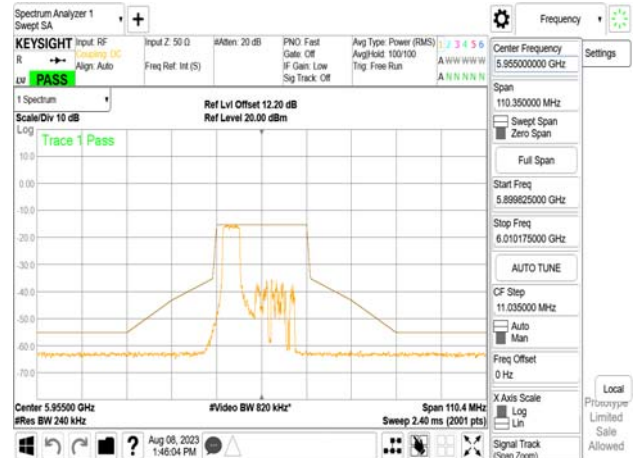 Spectrum Analyzer 1
Swept SA
Frequency
KEYSIGHT
Input: RF
Coupling: DC
Align: Auto
Input Z: 50 Ω
Freq Ref: Int (S)
#Atten: 20 dB
PNO: Fast
Gate: Off
IF Gain: Low
Sig Track: Off
Avg Type: Power (RMS)
Avg|Hold: 100/100
Trig: Free Run
1 2 3 4 5 6
A W W W W W
A N N N N N
R
PASS
1 Spectrum
Scale/Div 10 dB
Ref Lvl Offset 12.20 dB
Ref Level 20.00 dBm
Log
Trace 1 Pass
10.0
0.00
-10.0
-20.0
-30.0
-40.0
-50.0
-60.0
-70.0
Center 5.95500 GHz
#Video BW 820 kHz*
Span 110.4 MHz
#Res BW 240 kHz
Sweep 2.40 ms (2001 pts)
Aug 08, 2023
1:46:04 PM
Center Frequency
5.955000000 GHz
Settings
Span
110.350000 MHz
Swept Span
Zero Span
Full Span
Start Freq
5.899825000 GHz
Stop Freq
6.010175000 GHz
AUTO TUNE
CF Step
11.035000 MHz
Auto
Man
Freq Offset
0 Hz
X Axis Scale
Log
Lin
Signal Track
(Span Zoom)
Local
Prototype
Limited
Sale
Allowed